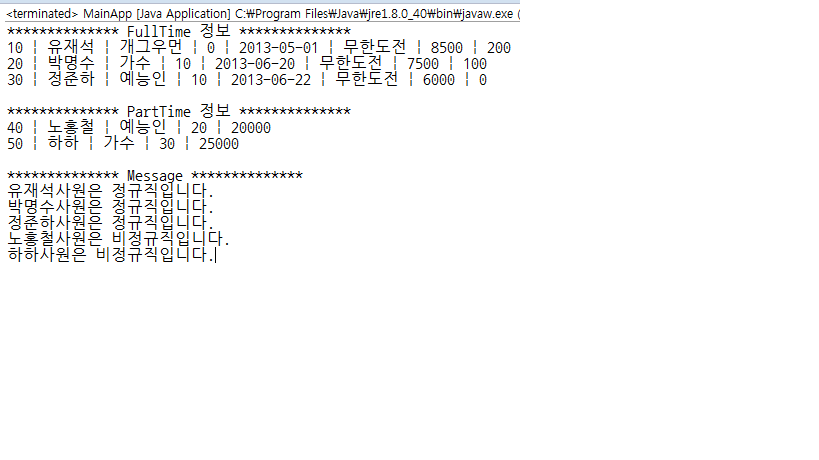 <terminated> MainApp [Java Application] C:₩Program Files₩Java₩jre1.8.0_40₩bin₩javaw.exe (
************** FullTime 정보 **************
10 | 유재석 | 개그우먼 | 0 | 2013-05-01 | 무한도전 | 8500 | 200
20 | 박명수 | 가수 | 10 | 2013-06-20 | 무한도전 | 7500 | 100
30 | 정준하 | 예능인 | 10 | 2013-06-22 | 무한도전 | 6000 | 0
************** PartTime 정보 **************
40 | 노홍철 | 예능인 | 20 | 20000
50 | 하하 | 가수 | 30 | 25000
************** Message **************
유재석사원은 정규직입니다.
박명수사원은 정규직입니다.
정준하사원은 정규직입니다.
노홍철사원은 비정규직입니다.
하하사원은 비정규직입니다.